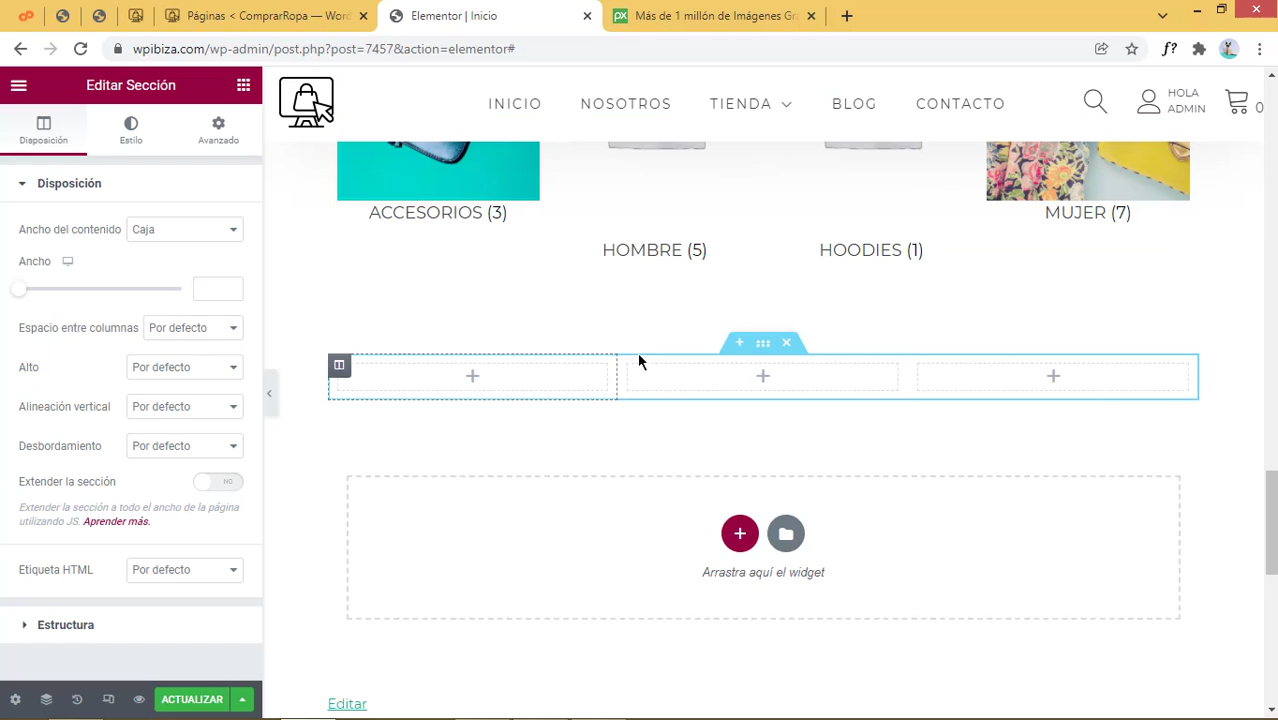 Páginas < ComprarRopa — Wor
Elementor | Inicio
Más de 1 millón de Imágenes Gra
wpibiza.com/wp-admin/post.php?post=7457&action=elementor#
f?
Editar Sección
Disposición
Estilo
Avanzado
INICIO
NOSOTROS
TIENDA
BLOG
CONTACTO
HOLA
ADMIN
0
Disposición
Ancho del contenido
Caja
Ancho
Espacio entre columnas
Por defecto
Alto
Por defecto
Alineación vertical
Por defecto
Desbordamiento
Por defecto
Extender la sección
NO
Extender la sección a todo el ancho de la página
utilizando JS. Aprender más.
Etiqueta HTML
Por defecto
Estructura
ACTUALIZAR
ACCESORIOS (3)
HOMBRE (5)
HOODIES (1)
MUJER (7)
Arrastra aquí el widget
Editar